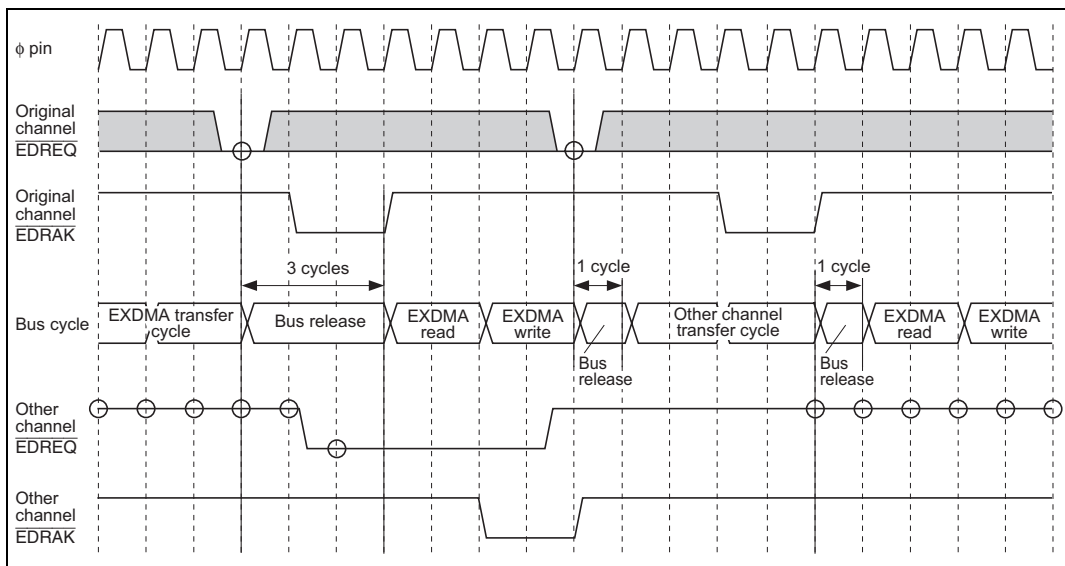 φ pin
Original
channel
EDREQ
Original
channel
EDRAK
3 cycles
1 cycle
1 cycle
Bus cycle
EXDMA transfer
cycle
Bus release
EXDMA
read
EXDMA
write
Bus
release
Other channel
transfer cycle
Bus
release
EXDMA
read
EXDMA
write
Other
channel
EDREQ
Other
channel
EDRAK